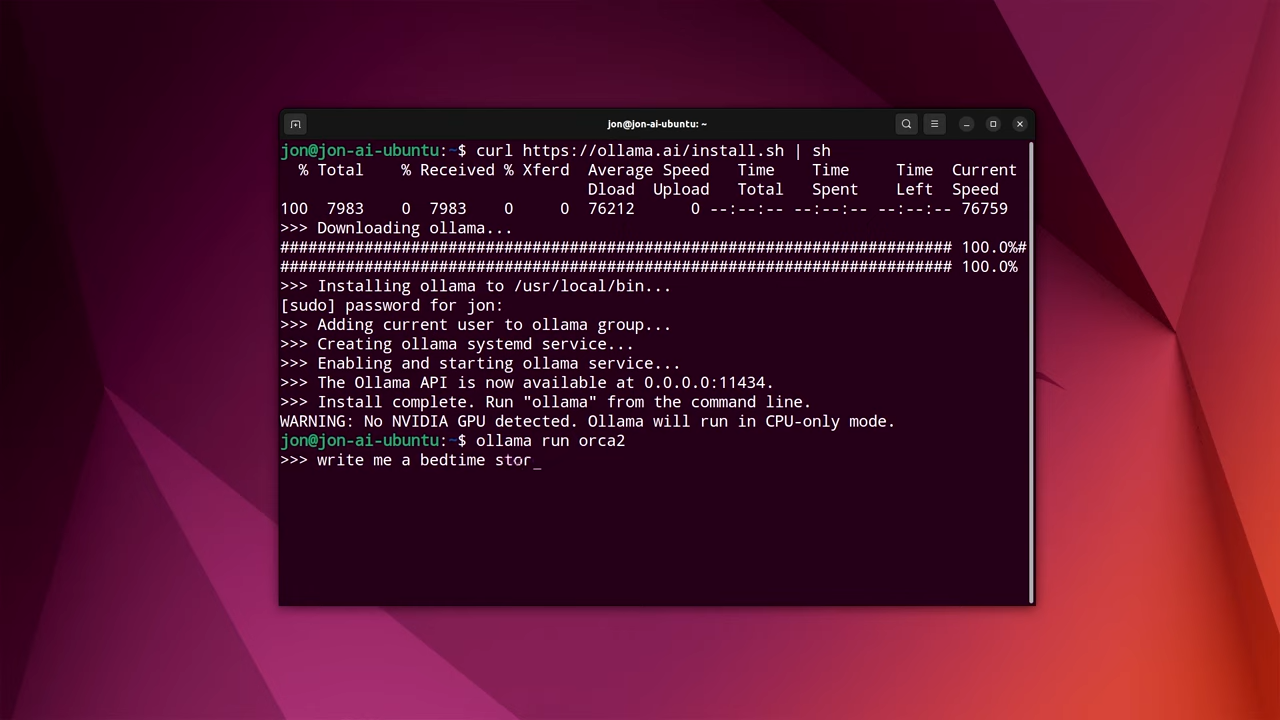 jon@jon-ai-ubuntu: ~
jon@jon-ai-ubuntu:~$ curl https://ollama.ai/install.sh | sh
% Total % Received % Xferd Average Speed Time Time Time Current
Dload Upload Total Spent Left Speed
100 7983 0 7983 0 0 76212 0 --:--:-- --:--:-- --:--:-- 76759
>>> Downloading ollama...
######################################################################## 100.0%#
######################################################################## 100.0%
>>> Installing ollama to /usr/local/bin...
[sudo] password for jon:
>>> Adding current user to ollama group...
>>> Creating ollama systemd service...
>>> Enabling and starting ollama service...
>>> The Ollama API is now available at 0.0.0.0:11434.
>>> Install complete. Run "ollama" from the command line.
WARNING: No NVIDIA GPU detected. Ollama will run in CPU-only mode.
jon@jon-ai-ubuntu:~$ ollama run orca2
>>> write me a bedtime stor_